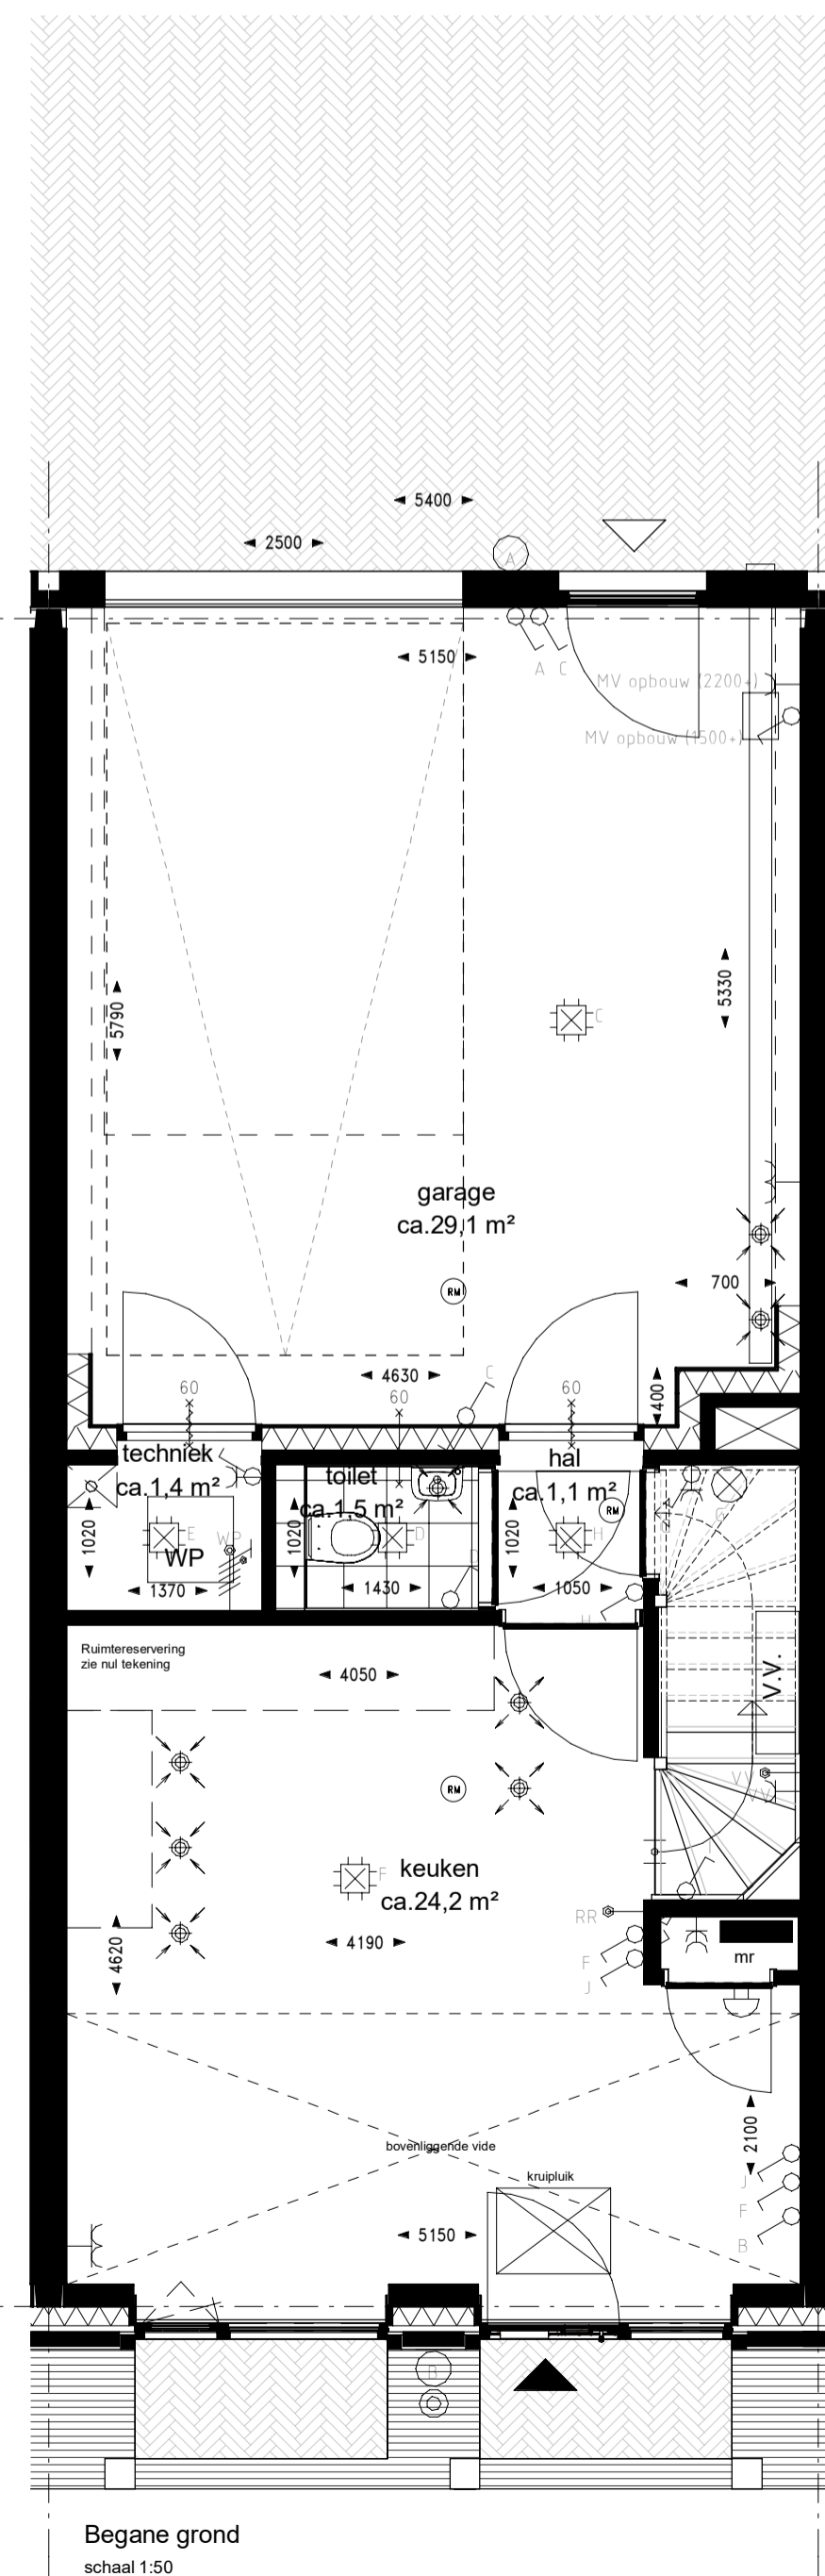 5400
2500
A
5150
A C
MV opbouw (2200+)
MV opbouw (1500+)
5330
5790
C
garage
ca.29,1 m²
RM
700
4630
C
400
60
60
60
techniek
ca.1,4 m²
toilet
ca.1,5 m²
hal
ca.1,1 m²
RM
G
1020
E
WP
WP
1370
1020
D
1430
1020
H
1050
H
Ruimtereservering
zie nul tekening
4050
V.V.
RM
VV
VV
keuken
ca.24,2 m²
F
RR
4190
F
J
4620
mr
2100
bovenliggende vide
kruipluik
J
F
B
5150
B
Begane grond
schaal 1:50